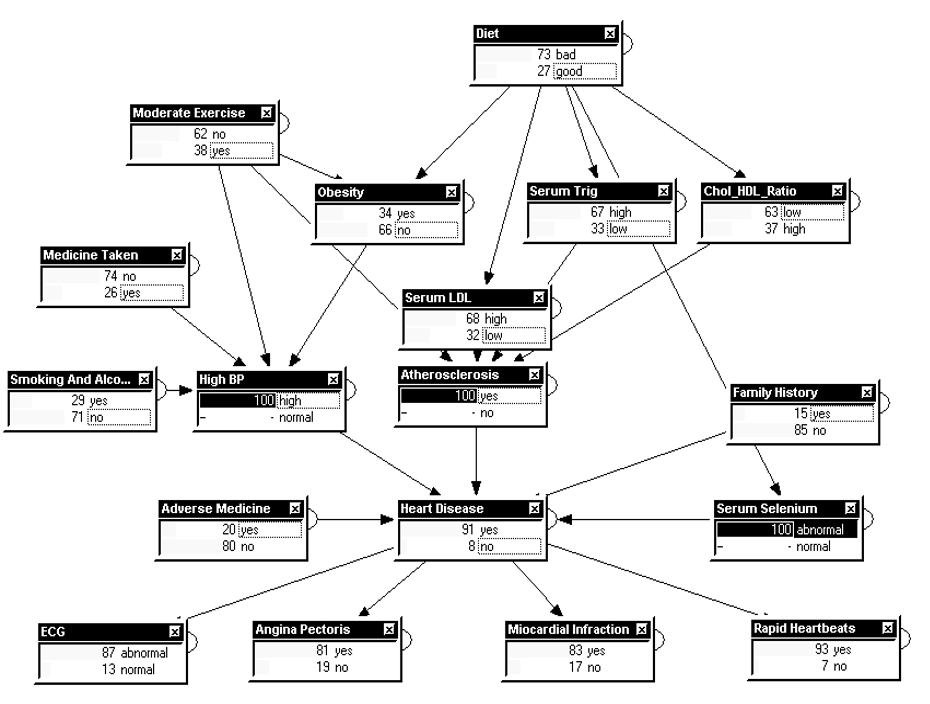 Diet
73 bad
27 good
Moderate Exercise
62 no
38 yes
Obesity
34 yes
66 no
Serum Trig
67 high
33 low
Chol_HDL_Ratio
63 low
37 high
Medicine Taken
74 no
26 yes
Serum LDL
68 high
32 low
Smoking And Alco...
29 yes
71 no
High BP
100 high
- - normal
Atherosclerosis
100 yes
- - no
Family History
15 yes
85 no
Adverse Medicine
20 yes
80 no
Heart Disease
91 yes
8 no
Serum Selenium
100 abnormal
- - normal
ECG
87 abnormal
13 normal
Angina Pectoris
81 yes
19 no
Miocardial Infraction
83 yes
17 no
Rapid Heartbeats
93 yes
7 no